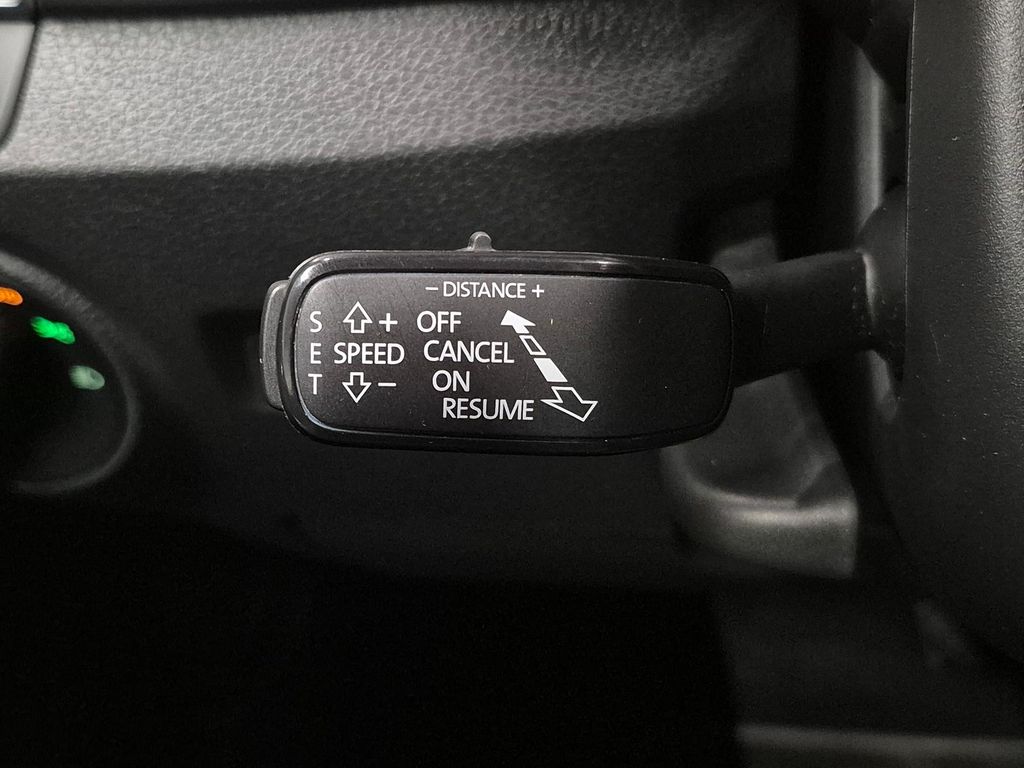 − DISTANCE +
S + OFF
E SPEED CANCEL
T − ON
RESUME